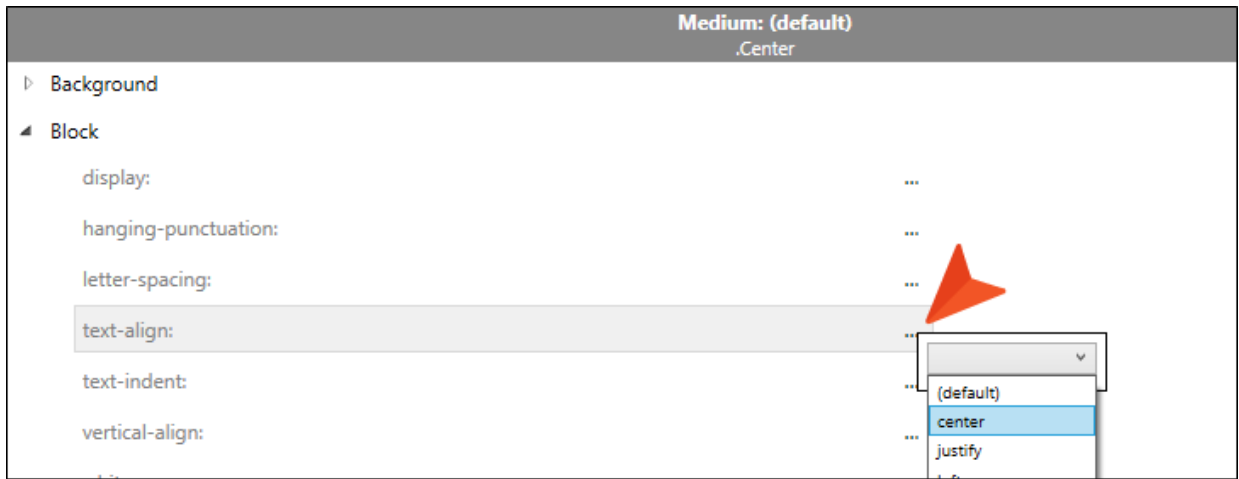 Medium: (default)
.Center
Background
Block
display: ...
hanging-punctuation: ...
letter-spacing: ...
text-align: ...
text-indent: ...
vertical-align: ...
(default)
center
justify